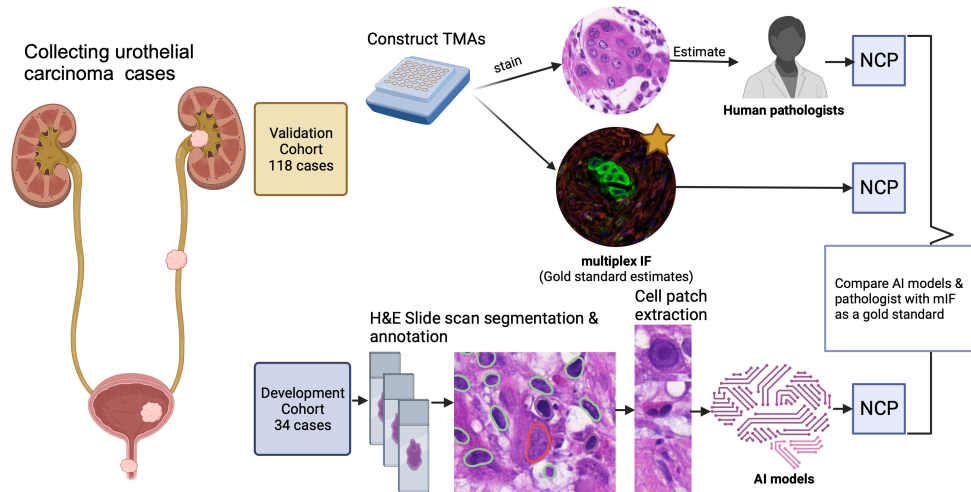 Collecting urothelial
carcinoma cases
Validation
Cohort
118 cases
Construct TMAs
stain
Estimate
Human pathologists
NCP
multiplex IF
(Gold standard estimates)
NCP
Compare AI models &
pathologist with mIF
as a gold standard
Development
Cohort
34 cases
H&E Slide scan segmentation &
annotation
Cell patch
extraction
AI models
NCP